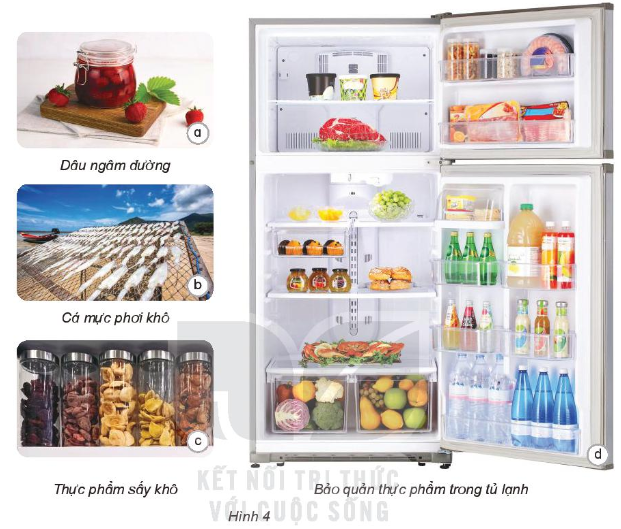 a
Dâu ngâm đường
b
Cá mực phơi khô
c
Thực phẩm sấy khô
d
Bảo quản thực phẩm trong tủ lạnh
KẾT NỐI TRI THỨC
VỚI CUỘC SỐNG
Hình 4